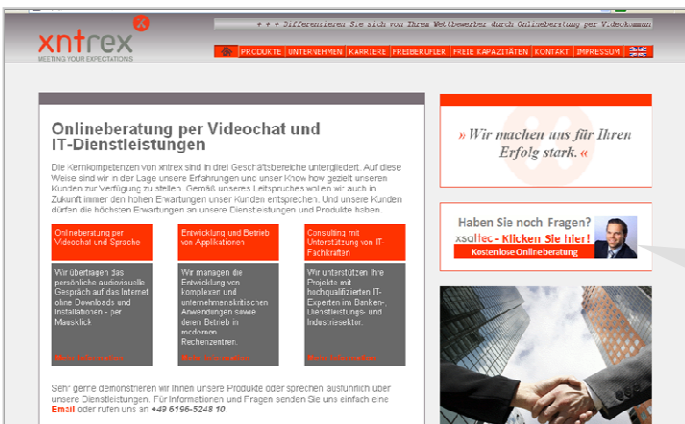 + + + Differenzieren Sie sich von Ihrem Wettbewerber durch Onlineberatung per Videokommun
xntrex
MEETING YOUR EXPECTATIONS
PRODUKTE | UNTERNEHMEN | KARRIERE | FREIBERUFLER | FREIE KAPAZITÄTEN | KONTAKT | IMPRESSUM
Onlineberatung per Videochat und
IT-Dienstleistungen
Die Kernkompetenzen von xntrex sind in drei Geschäftsbereiche untergliedert. Auf diese
Weise sind wir in der Lage unsere Erfahrungen und unser Know how gezielt unseren
Kunden zur Verfügung zu stellen. Gemäß unseres Leitspruches wollen wir auch in
Zukunft immer den hohen Erwartungen unser Kunden entsprechen. Und unsere Kunden
dürfen die höchsten Erwartungen an unsere Dienstleistungen und Produkte haben.
Onlineberatung per
Videochat und Sprache
Wir übertragen das
persönliche audiovisuelle
Gespräch auf das Internet
ohne Downloads und
Installationen - per
Mausklick.
Entwicklung und Betrieb
von Applikationen
Wir managen die
Entwicklung von
komplexen und
unternehmenskritischen
Anwendungen sowie
deren Betrieb in
modernen
Rechenzentren.
Consulting mit
Unterstützung von IT
Fachkräften
Wir unterstützen Ihre
Projekte mit
hochqualifizierten IT-
Experten im Banken-,
Dienstleistungs- und
Industriesektor.
Sehr gerne demonstrieren wir Ihnen unsere Produkte oder sprechen ausführlich über
unsere Dienstleistungen. Für Informationen und Fragen senden Sie uns einfach eine
Email oder rufen uns an +49 6196-5248 10
» Wir machen uns für Ihren
Erfolg stark. «
Haben Sie noch Fragen?
- Klicken Sie hier!
Kostenlose Onlineberatung